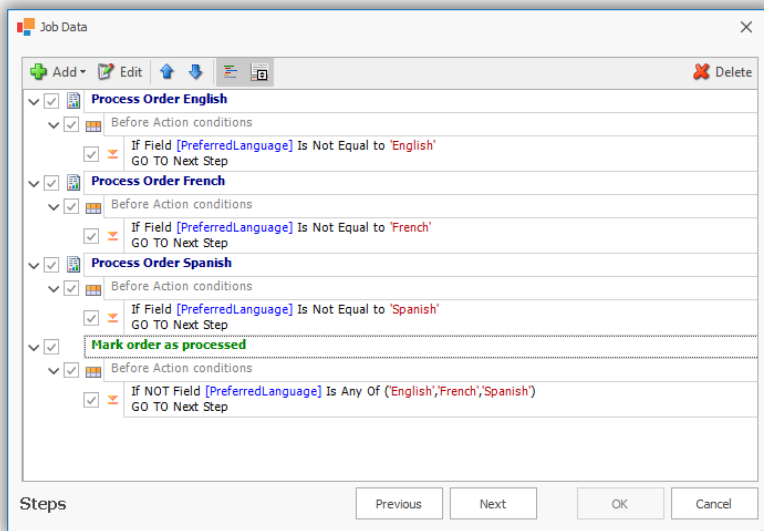 Job Data
Add Edit Delete
Process Order English
Before Action conditions
If Field [PreferredLanguage] Is Not Equal to 'English'
GO TO Next Step
Process Order French
Before Action conditions
If Field [PreferredLanguage] Is Not Equal to 'French'
GO TO Next Step
Process Order Spanish
Before Action conditions
If Field [PreferredLanguage] Is Not Equal to 'Spanish'
GO TO Next Step
Mark order as processed
Before Action conditions
If NOT Field [PreferredLanguage] Is Any Of ('English','French','Spanish')
GO TO Next Step
Steps Previous Next OK Cancel